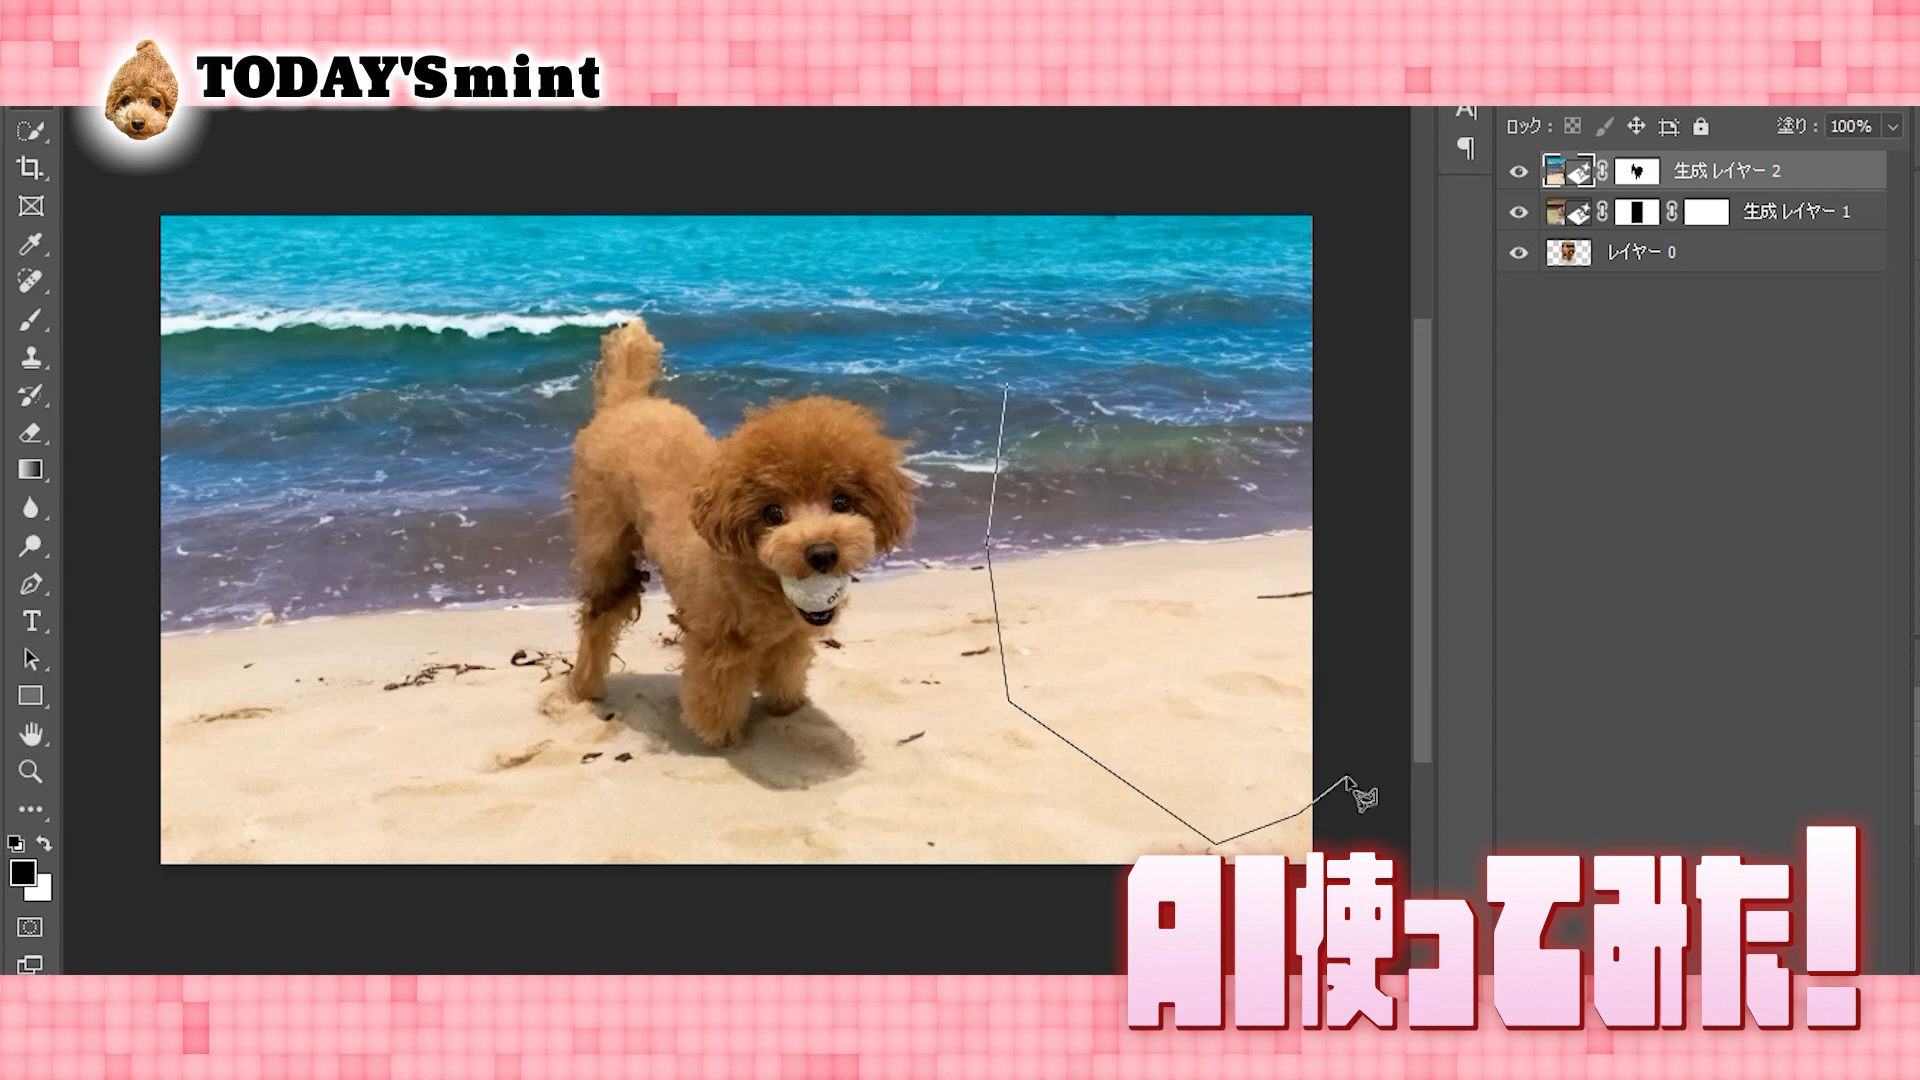 TODAY'S mint
ロック :
塗り : 100%
生成 レイヤー 2
生成 レイヤー 1
レイヤー 0
AI使ってみた!